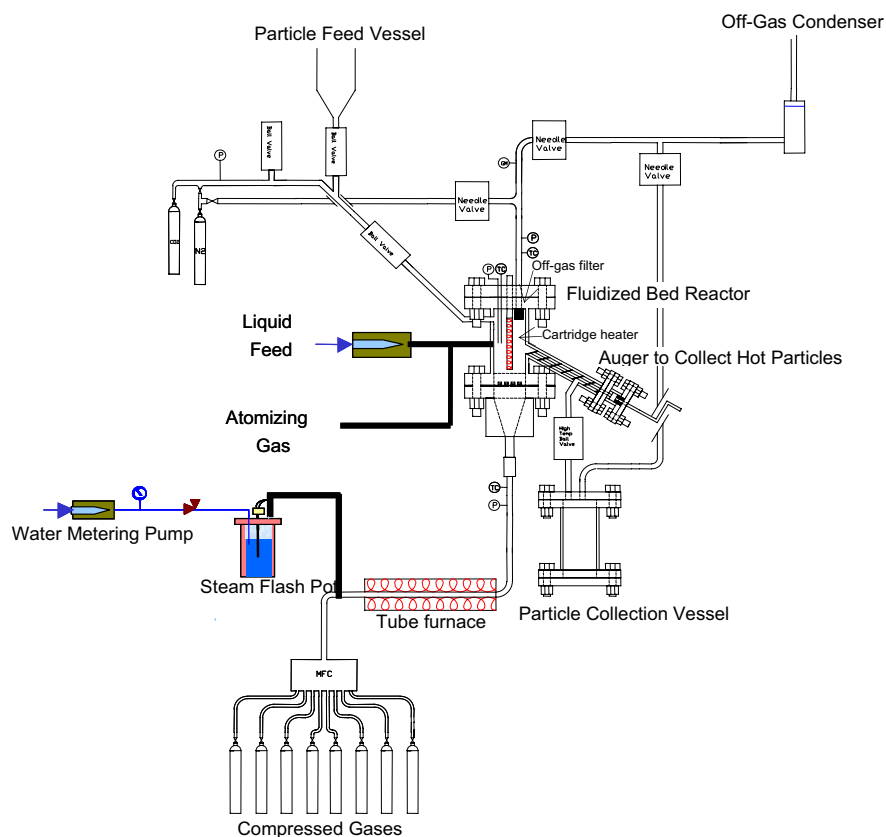 Off-Gas Condenser
Particle Feed Vessel
Ball Valve
Ball Valve
Needle
Valve
Needle
Valve
P
GM
Needle
Valve
CO2
N2
Ball Valve
P
TC
P
TC
Off-gas filter
Fluidized Bed Reactor
Liquid
Feed
Cartridge heater
Auger to Collect Hot Particles
Atomizing
Gas
High
Temp
Ball
Valve
TC
P
Water Metering Pump
Steam Flash Pot
Tube furnace
Particle Collection Vessel
MFC
Compressed Gases